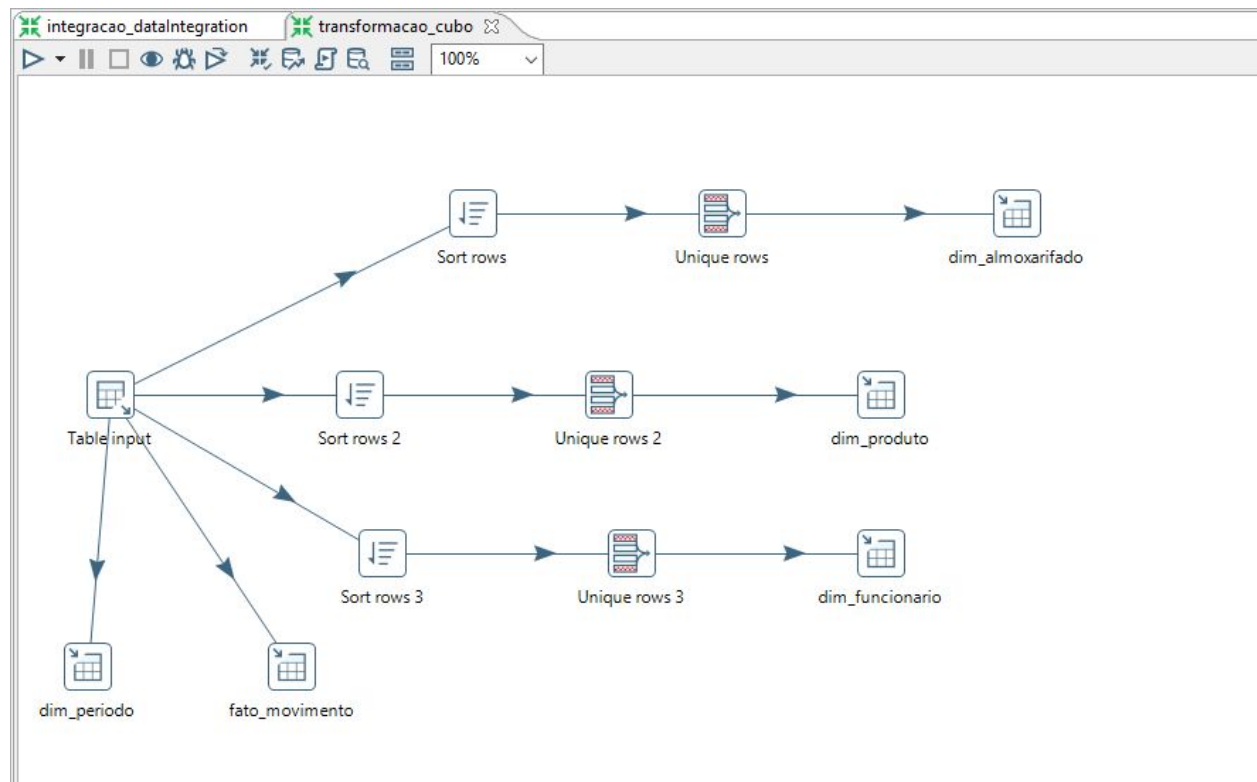 integracao_dataIntegration
transformacao_cubo
100%
Sort rows
Unique rows
dim_almoxarifado
Table input
Sort rows 2
Unique rows 2
dim_produto
Sort rows 3
Unique rows 3
dim_funcionario
dim_periodo
fato_movimento